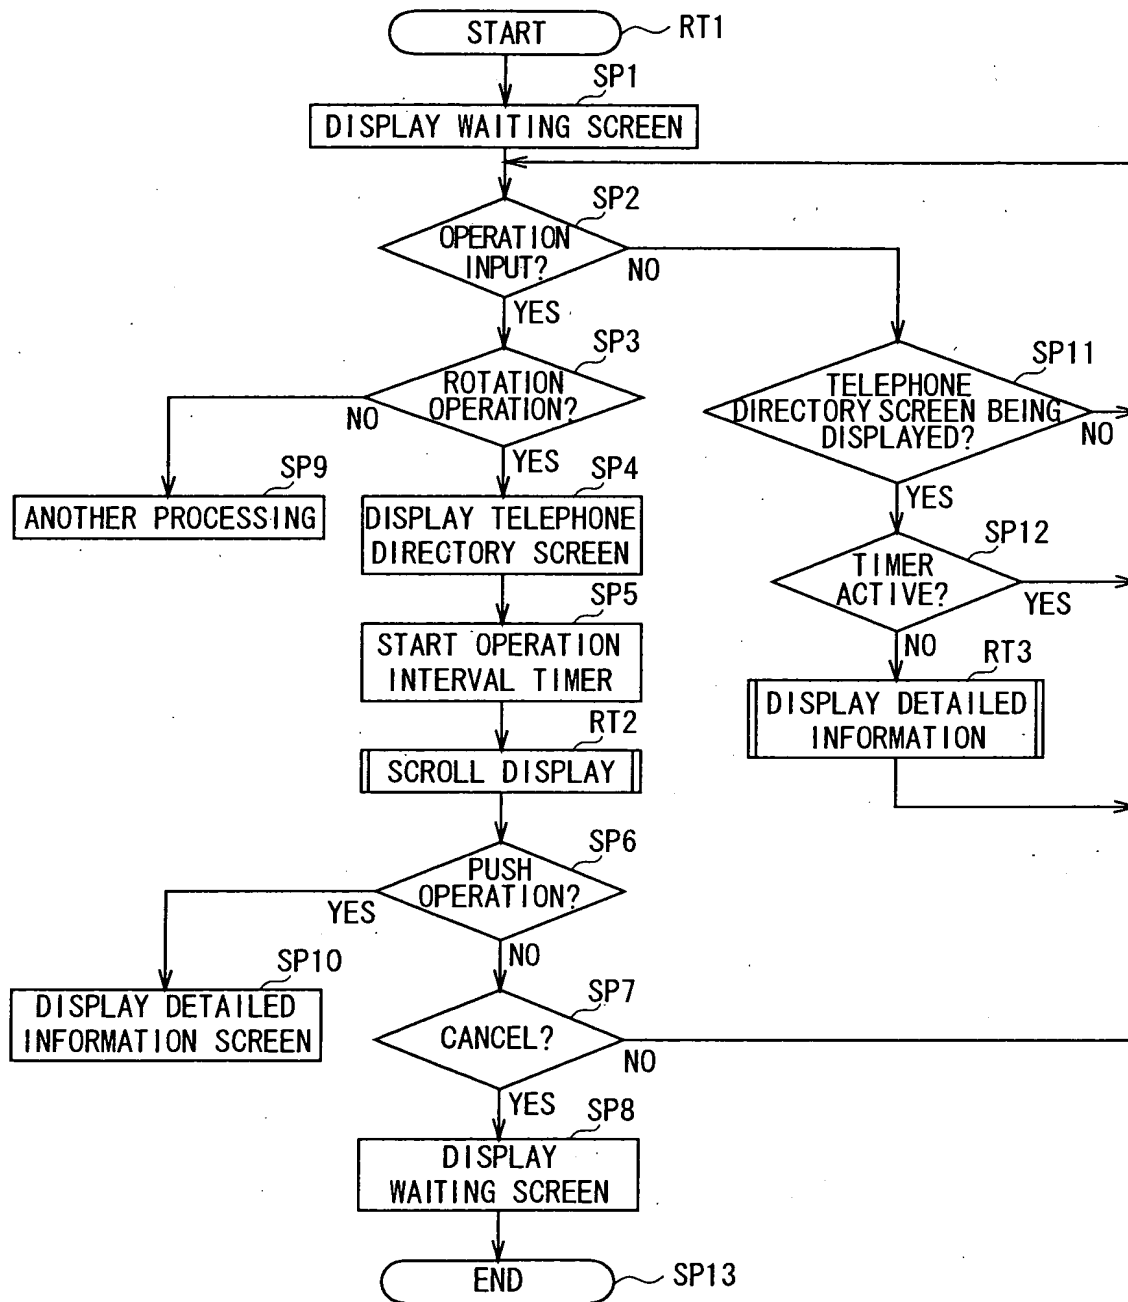 START
RT1
SP1
DISPLAY WAITING SCREEN
SP2
OPERATION
INPUT?
NO
YES
SP3
ROTATION
OPERATION?
NO
YES
SP11
TELEPHONE
DIRECTORY SCREEN BEING
DISPLAYED?
NO
YES
SP9
ANOTHER PROCESSING
SP4
DISPLAY TELEPHONE
DIRECTORY SCREEN
SP12
TIMER
ACTIVE?
YES
NO
SP5
START OPERATION
INTERVAL TIMER
RT3
DISPLAY DETAILED
INFORMATION
RT2
SCROLL DISPLAY
SP6
PUSH
OPERATION?
YES
NO
SP10
DISPLAY DETAILED
INFORMATION SCREEN
SP7
CANCEL?
NO
YES
SP8
DISPLAY
WAITING SCREEN
END
SP13